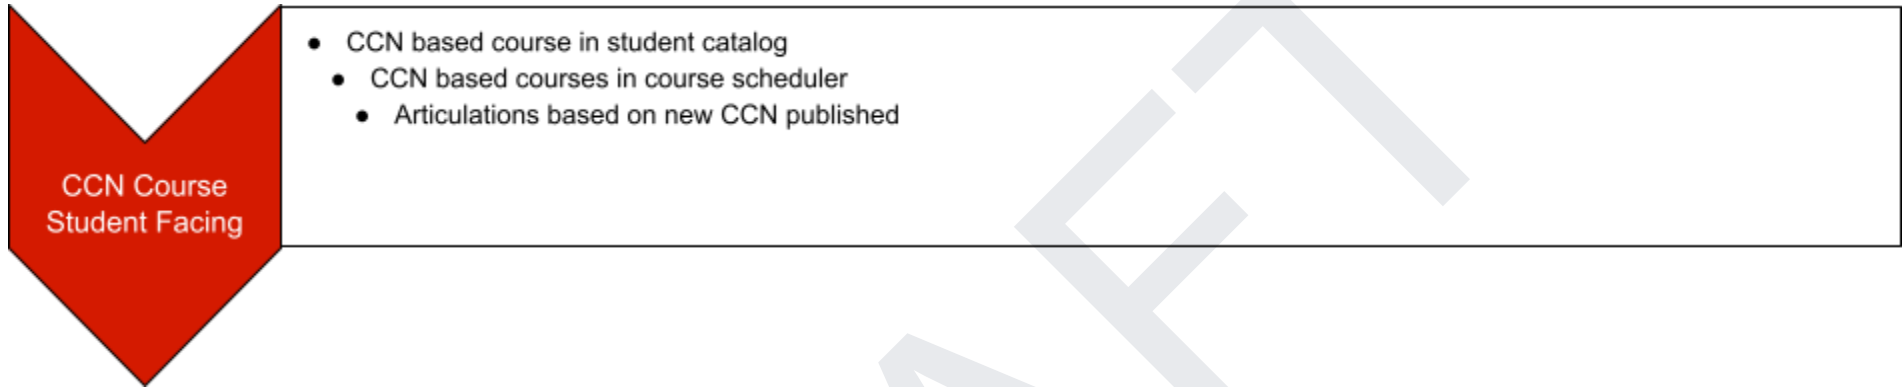 ● CCN based course in student catalog
● CCN based courses in course scheduler
● Articulations based on new CCN published
CCN Course
Student Facing